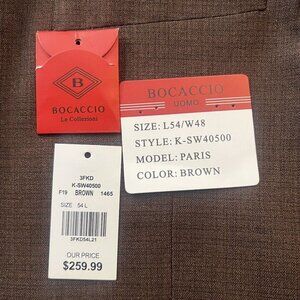 B
BOCACCIO
Le Collezioni
BOCACCIO
UOMO
SIZE: L54/W48
STYLE: K-SW40500
MODEL: PARIS
COLOR: BROWN
3FKD
K-SW40500
F19 BROWN 1465
SIZE 54 L
3FKD54L21
OUR PRICE
$259.99